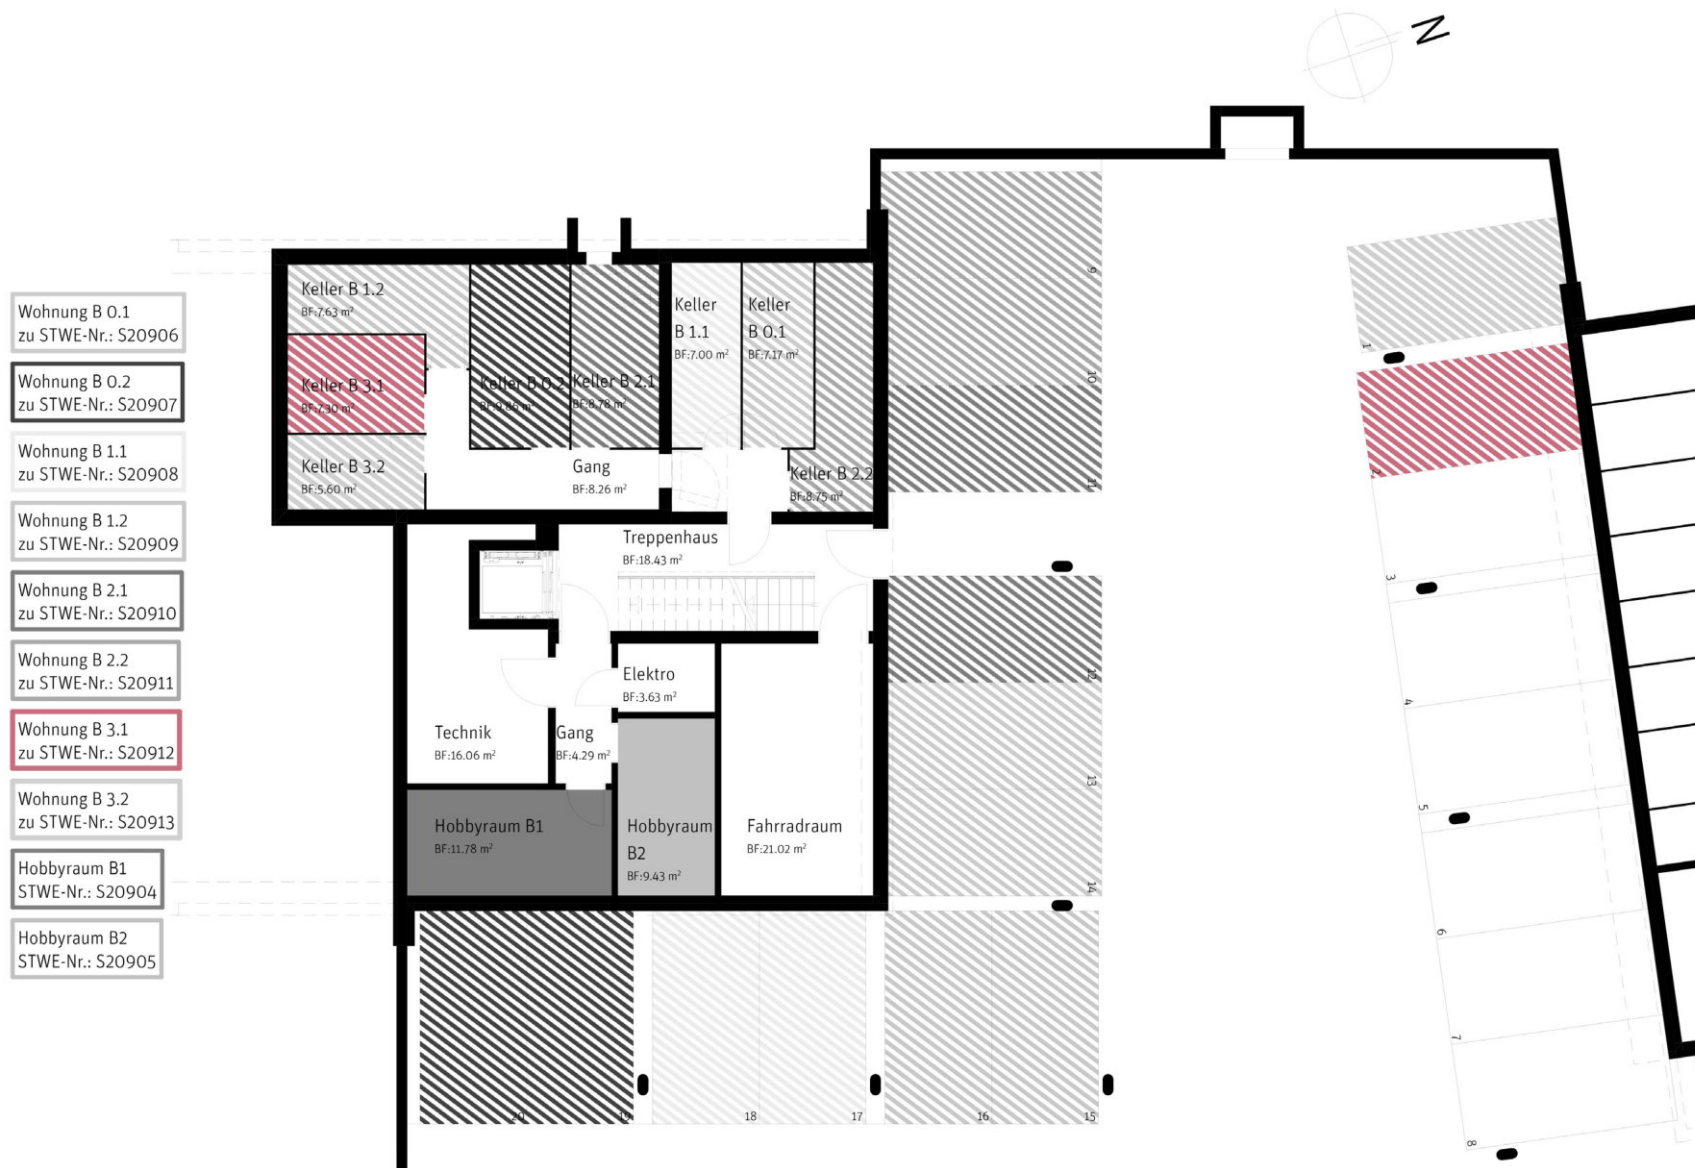 N
Wohnung B 0.1
zu STWE-Nr.: S20906
Wohnung B 0.2
zu STWE-Nr.: S20907
Wohnung B 1.1
zu STWE-Nr.: S20908
Wohnung B 1.2
zu STWE-Nr.: S20909
Wohnung B 2.1
zu STWE-Nr.: S20910
Wohnung B 2.2
zu STWE-Nr.: S20911
Wohnung B 3.1
zu STWE-Nr.: S20912
Wohnung B 3.2
zu STWE-Nr.: S20913
Hobbyraum B1
STWE-Nr.: S20904
Hobbyraum B2
STWE-Nr.: S20905
Keller B 1.2
BF:7.63 m²
Keller B 3.1
BF:7.30 m²
Keller B 3.2
BF:5.60 m²
Keller B 0.2
BF:9.86 m²
Keller B 2.1
BF:8.78 m²
Gang
BF:8.26 m²
Keller
B 1.1
BF:7.00 m²
Keller
B 0.1
BF:7.17 m²
Keller B 2.2
BF:8.75 m²
Treppenhaus
BF:18.43 m²
Elektro
BF:3.63 m²
Technik
BF:16.06 m²
Gang
BF:4.29 m²
Hobbyraum B1
BF:11.78 m²
Hobbyraum
B2
BF:9.43 m²
Fahrradraum
BF:21.02 m²
9
10
11
12
13
14
20
19
18
17
16
15
1
2
3
4
5
6
7
8